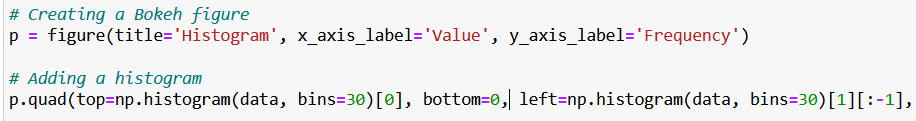 # Creating a Bokeh figure
p = figure(title='Histogram', x_axis_label='Value', y_axis_label='Frequency')
# Adding a histogram
p.quad(top=np.histogram(data, bins=30)[0], bottom=0, left=np.histogram(data, bins=30)[1][:-1],